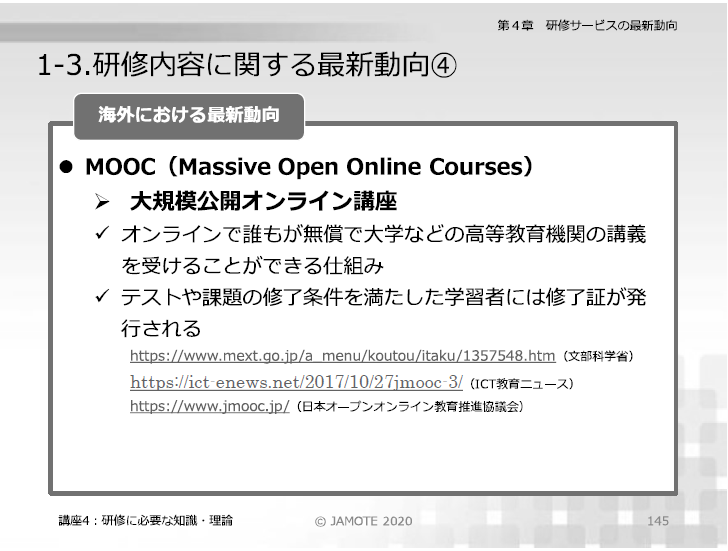 第４章　研修サービスの最新動向
1-3.研修内容に関する最新動向④
海外における最新動向
● MOOC（Massive Open Online Courses）
➢ 大規模公開オンライン講座
✓ オンラインで誰もが無償で大学などの高等教育機関の講義
を受けることができる仕組み
✓ テストや課題の修了条件を満たした学習者には修了証が発
行される
https://www.mext.go.jp/a_menu/koutou/itaku/1357548.htm（文部科学省）
https://ict-enews.net/2017/10/27jmooc-3/（ICT教育ニュース）
https://www.jmooc.jp/（日本オープンオンライン教育推進協議会）
講座4：研修に必要な知識・理論
© JAMOTE 2020
145